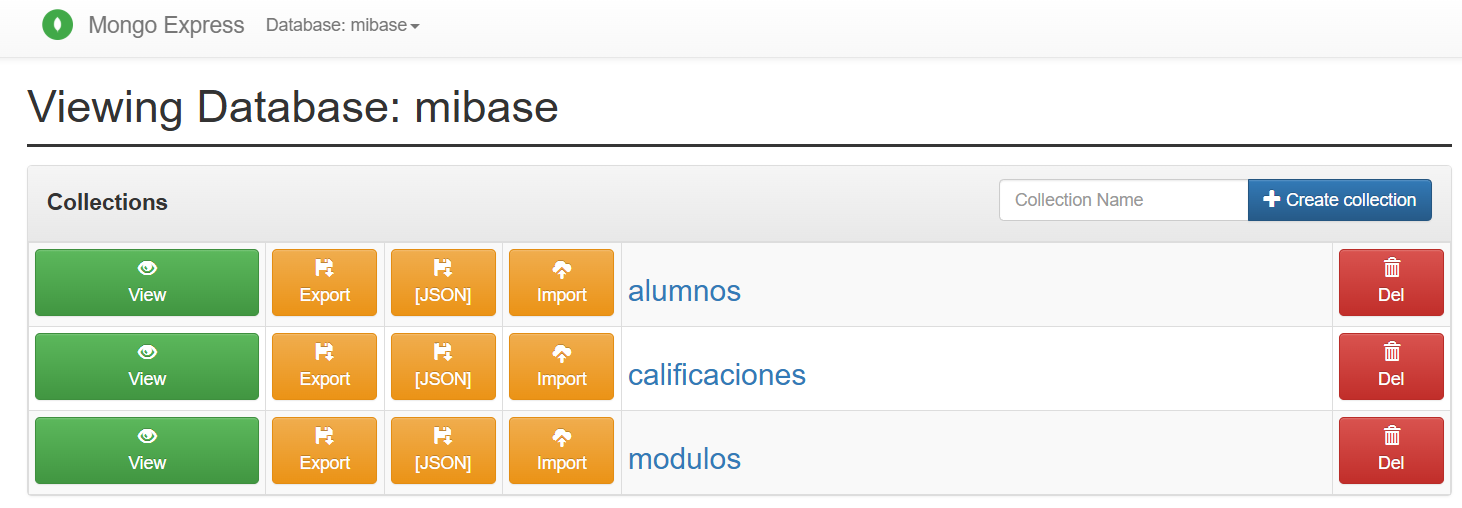 Mongo Express Database: mibase
Viewing Database: mibase
Collections Collection Name Create collection
View Export [JSON] Import alumnos Del
View Export [JSON] Import calificaciones Del
View Export [JSON] Import modulos Del